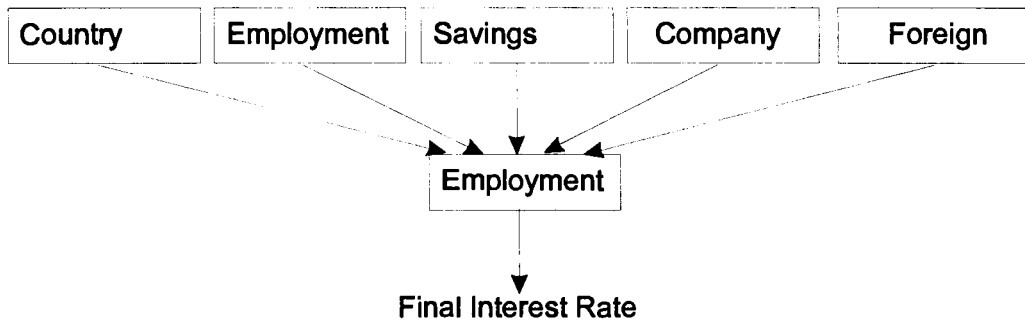 Country Employment Savings Company Foreign
Employment
Final Interest Rate